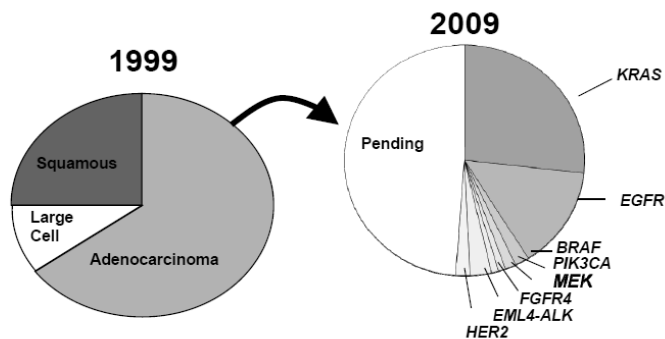 1999
Squamous
Large
Cell
Adenocarcinoma
2009
Pending
KRAS
EGFR
BRAF
PIK3CA
MEK
FGFR4
EML4-ALK
HER2